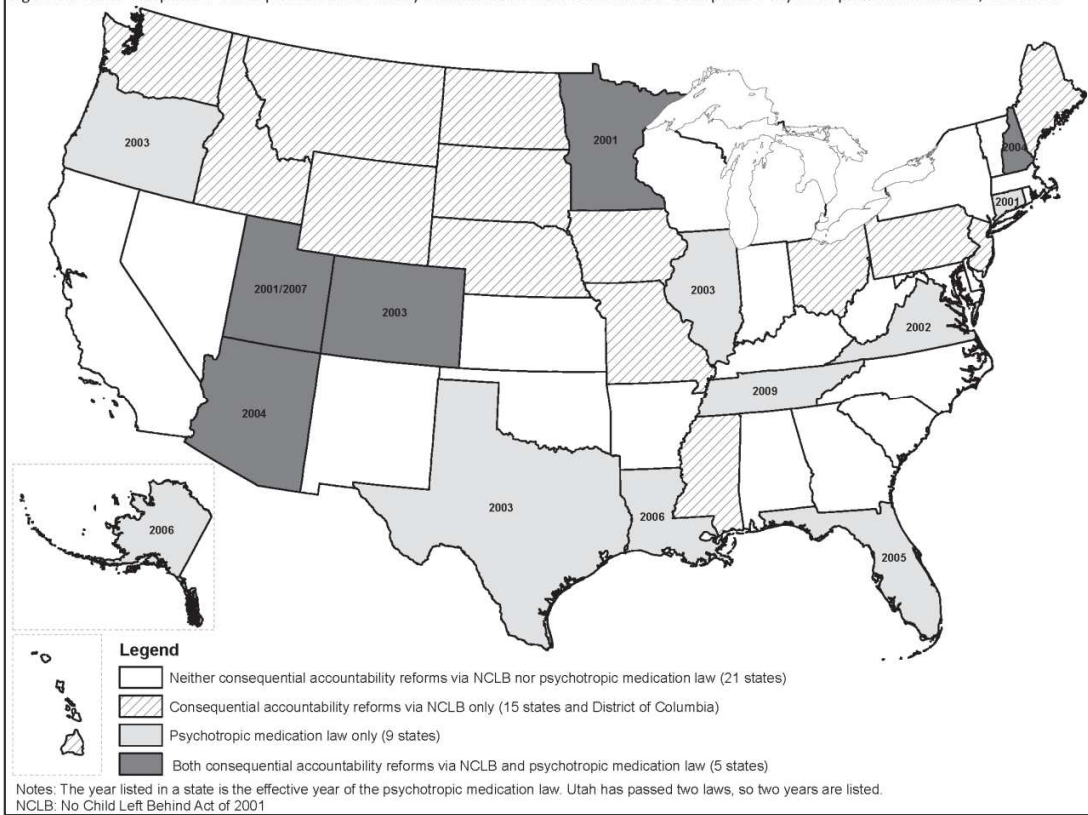 2003
2001
2004
2001
2001/2007
2003
2003
2002
2004
2009
2003
2006
2006
2005
Legend
Neither consequential accountability reforms via NCLB nor psychotropic medication law (21 states)
Consequential accountability reforms via NCLB only (15 states and District of Columbia)
Psychotropic medication law only (9 states)
Both consequential accountability reforms via NCLB and psychotropic medication law (5 states)
Notes: The year listed in a state is the effective year of the psychotropic medication law. Utah has passed two laws, so two years are listed.
NCLB: No Child Left Behind Act of 2001